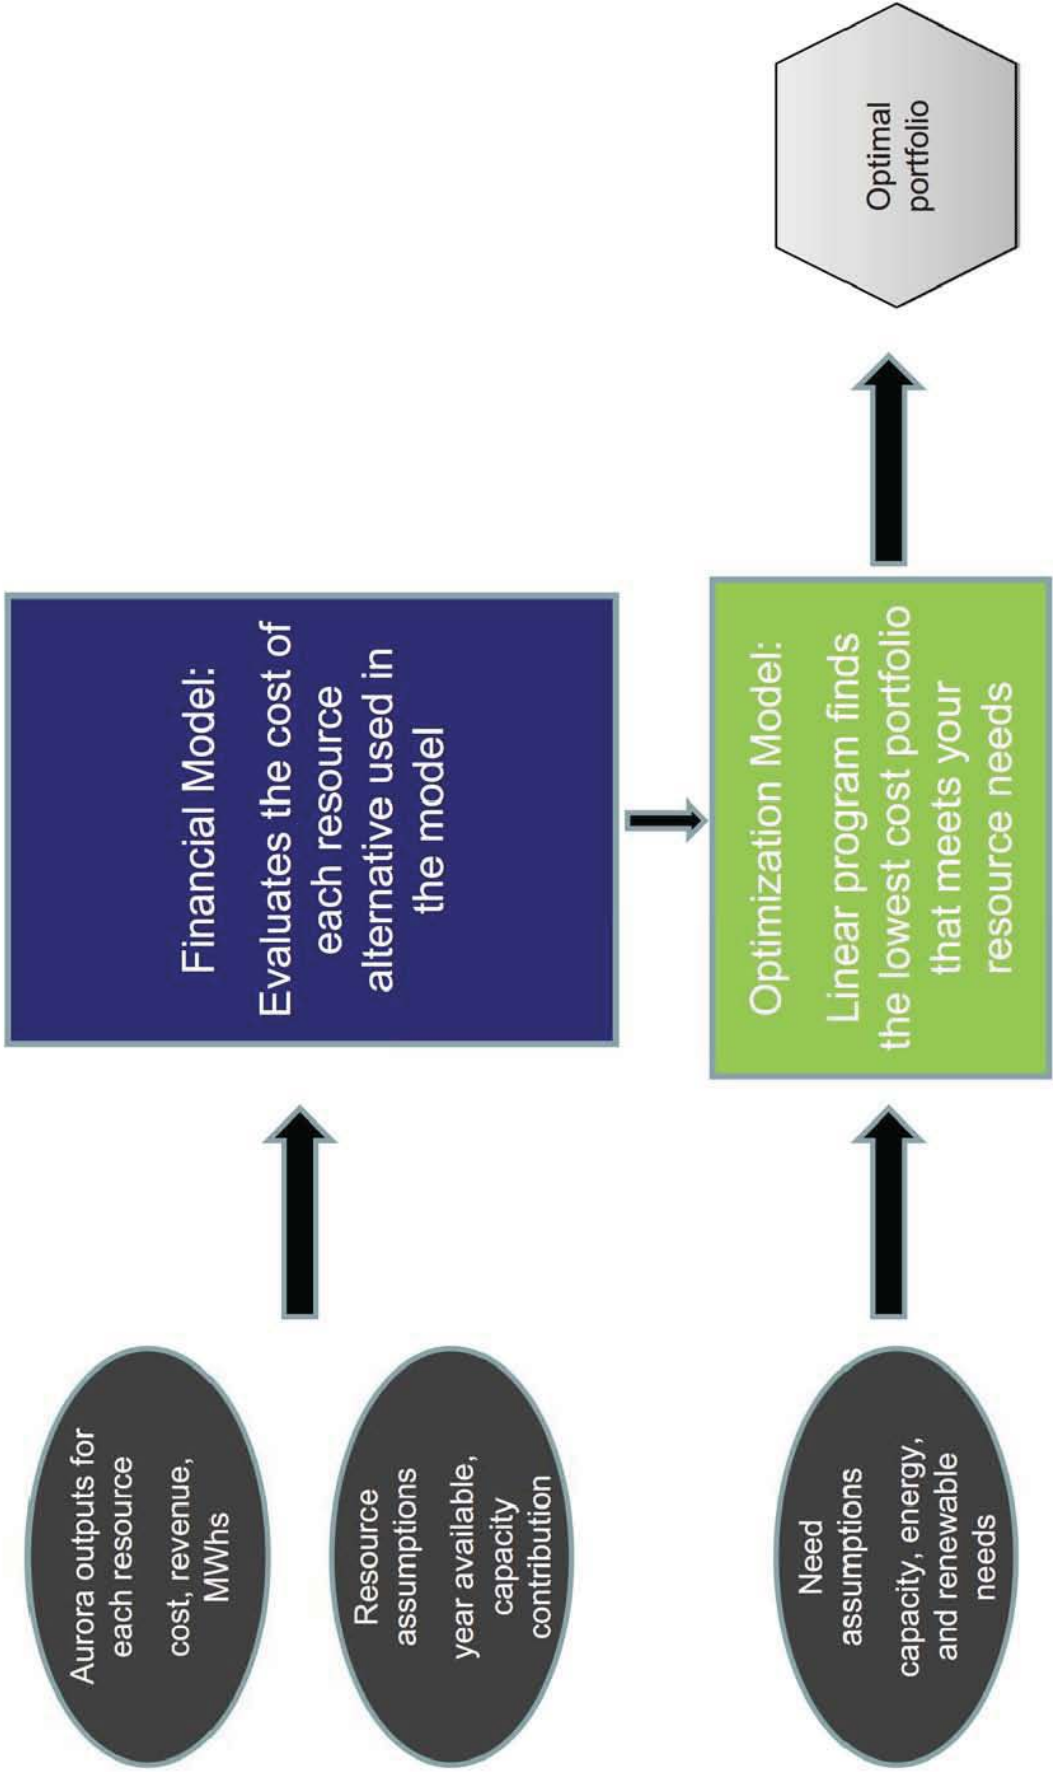 Aurora outputs for
each resource
cost, revenue,
MWhs
Resource
assumptions
year available,
capacity
contribution
Financial Model:
Evaluates the cost of
each resource
alternative used in
the model
Need
assumptions
capacity, energy,
and renewable
needs
Optimization Model:
Linear program finds
the lowest cost portfolio
that meets your
resource needs
Optimal
portfolio